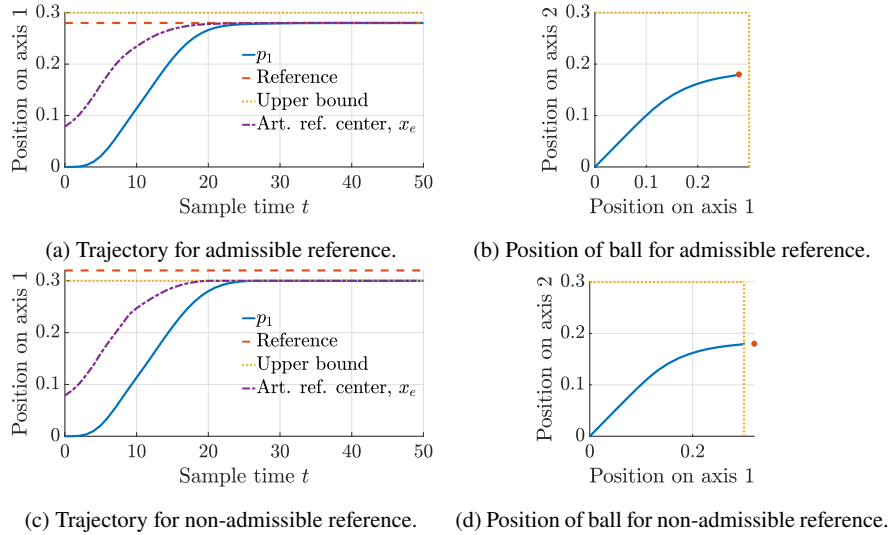 0.3
0.2
0.1
0
0 10 20 30 40 50
Position on axis 1
Sample time t
p₁
Reference
Upper bound
Art. ref. center, xₑ
0.3
0.2
0.1
0
0 0.1 0.2
Position on axis 2
Position on axis 1
(a) Trajectory for admissible reference.
(b) Position of ball for admissible reference.
0.3
0.2
0.1
0
0 10 20 30 40 50
Position on axis 1
Sample time t
p₁
Reference
Upper bound
Art. ref. center, xₑ
0.3
0.2
0.1
0
0 0.2
Position on axis 2
Position on axis 1
(c) Trajectory for non-admissible reference.
(d) Position of ball for non-admissible reference.